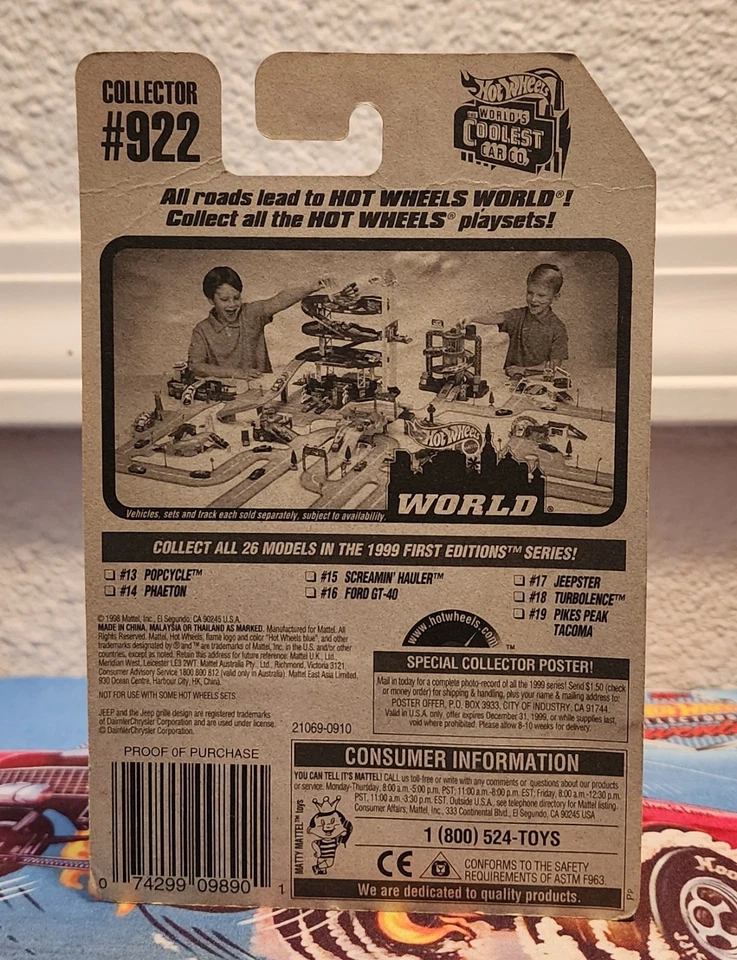 COLLECTOR
#922
HOT WHEELS
WORLD'S
COOLEST
CAR CO.™
All roads lead to HOT WHEELS WORLD®!
Collect all the HOT WHEELS® playsets!
HOT WHEELS
WORLD®
Vehicles, sets and track each sold separately, subject to availability.
COLLECT ALL 26 MODELS IN THE 1999 FIRST EDITIONS™ SERIES!
#13 POPCYCLE™
#14 PHAETON
#15 SCREAMIN' HAULER™
#16 FORD GT-40
#17 JEEPSTER
#18 TURBOLENCE™
#19 PIKES PEAK
TACOMA
© 1998 Mattel, Inc., El Segundo, CA 90245 U.S.A.
MADE IN CHINA, MALAYSIA OR THAILAND AS MARKED. Manufactured for Mattel. All
Rights Reserved. Mattel, Hot Wheels, flame logo and color "Hot Wheels blue", and other
trademarks designated by ® and ™ are trademarks of Mattel, Inc. in the U.S. and/or other
countries, except as noted. Retain this address for future reference: Mattel U.K. Ltd.,
Meridian West, Leicester LE3 2WT. Mattel Australia Pty., Ltd., Richmond, Victoria 3121.
Consumer Advisory Service 1800 800 812 (valid only in Australia). Mattel East Asia Limited,
930 Ocean Centre, Harbour City, HK, China.
NOT FOR USE WITH SOME HOT WHEELS SETS.
JEEP and the Jeep grille design are registered trademarks
of DaimlerChrysler Corporation and are used under license.
© DaimlerChrysler Corporation.
21069-0910
www.hotwheels.com
™
SPECIAL COLLECTOR POSTER!
Mail in today for a complete photo-record of all the 1999 series! Send $1.50 (check
or money order) for shipping & handling, plus your name & mailing address to:
POSTER OFFER, P.O. BOX 3933, CITY OF INDUSTRY, CA 91744.
Valid in U.S.A. only, offer expires December 31, 1999, or while supplies last,
void where prohibited. Please allow 8-10 weeks for delivery.
PROOF OF PURCHASE
0 74299 09890 1
CONSUMER INFORMATION
YOU CAN TELL IT'S MATTEL! CALL us toll-free or write with any comments or questions about our products
or service. Monday-Thursday, 8:00 a.m.-5:00 p.m. PST; 11:00 a.m.-8:00 p.m. EST; Friday, 8:00 a.m.-12:30 p.m.
PST, 11:00 a.m.-3:30 p.m. EST. Outside U.S.A., see telephone directory for Mattel listing.
Consumer Affairs, Mattel, Inc., 333 Continental Blvd., El Segundo, CA 90245 USA
MATTY MATTEL™ toys
1 (800) 524-TOYS
CE
CONFORMS TO THE SAFETY
REQUIREMENTS OF ASTM F963.
We are dedicated to quality products.
Pp